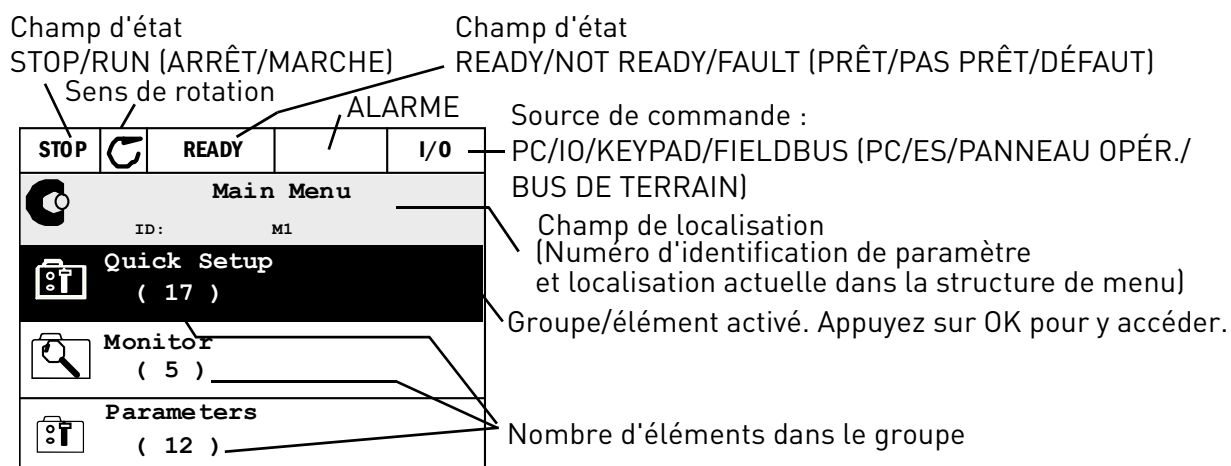 Champ d'état
STOP/RUN (ARRÊT/MARCHE)
Sens de rotation
Champ d'état
READY/NOT READY/FAULT (PRÊT/PAS PRÊT/DÉFAUT)
ALARME
Source de commande :
PC/IO/KEYPAD/FIELDBUS (PC/ES/PANNEAU OPÉR./
BUS DE TERRAIN)
STOP READY I/O
Main Menu
ID: M1
Champ de localisation
(Numéro d'identification de paramètre
et localisation actuelle dans la structure de menu)
Quick Setup
( 17 )
Groupe/élément activé. Appuyez sur OK pour y accéder.
Monitor
( 5 )
Parameters
( 12 )
Nombre d'éléments dans le groupe